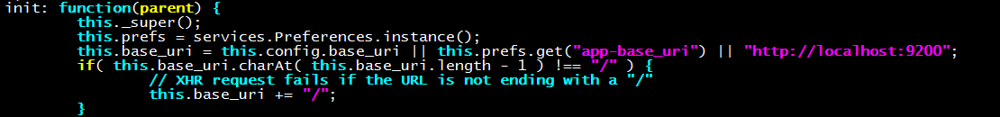 init: function(parent) {
this._super();
this.prefs = services.Preferences.instance();
this.base_uri = this.config.base_uri || this.prefs.get("app-base_uri") || "http://localhost:9200";
if( this.base_uri.charAt( this.base_uri.length - 1 ) !== "/" ) {
// XHR request fails if the URL is not ending with a "/"
this.base_uri += "/";
}